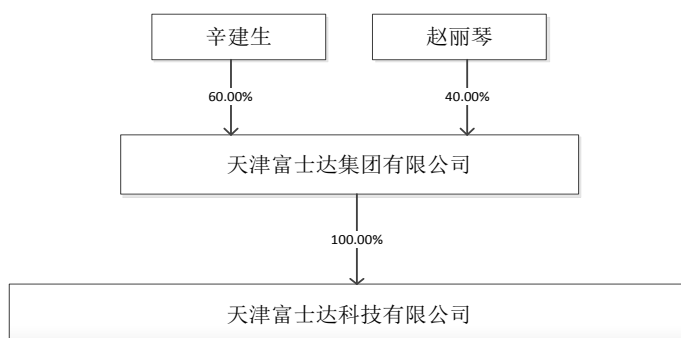 辛建生
赵丽琴
60.00%
40.00%
天津富士达集团有限公司
100.00%
天津富士达科技有限公司